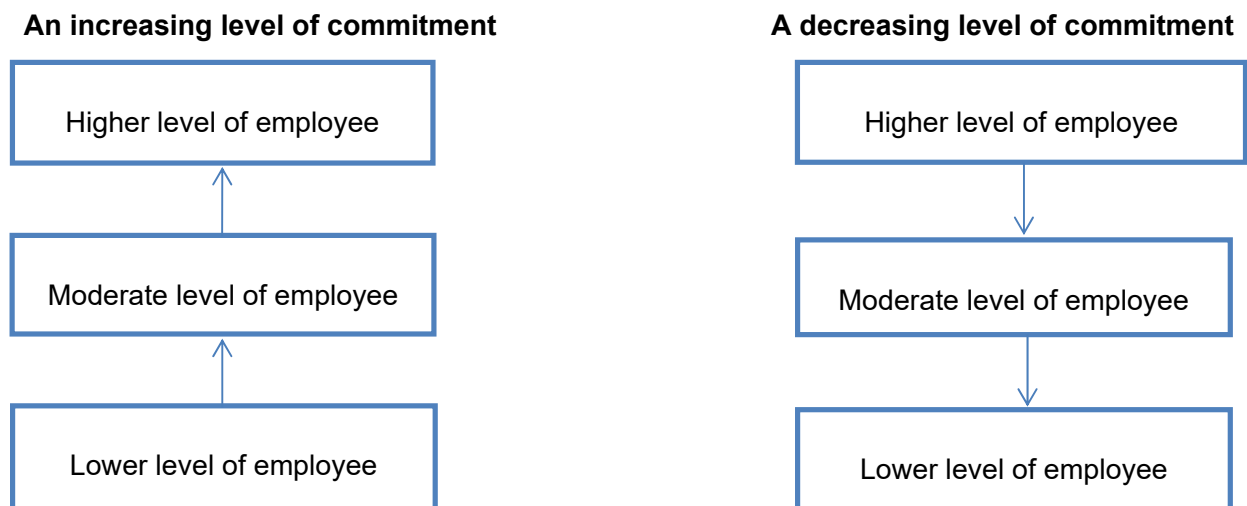 An increasing level of commitment
Higher level of employee
Moderate level of employee
Lower level of employee
A decreasing level of commitment
Higher level of employee
Moderate level of employee
Lower level of employee